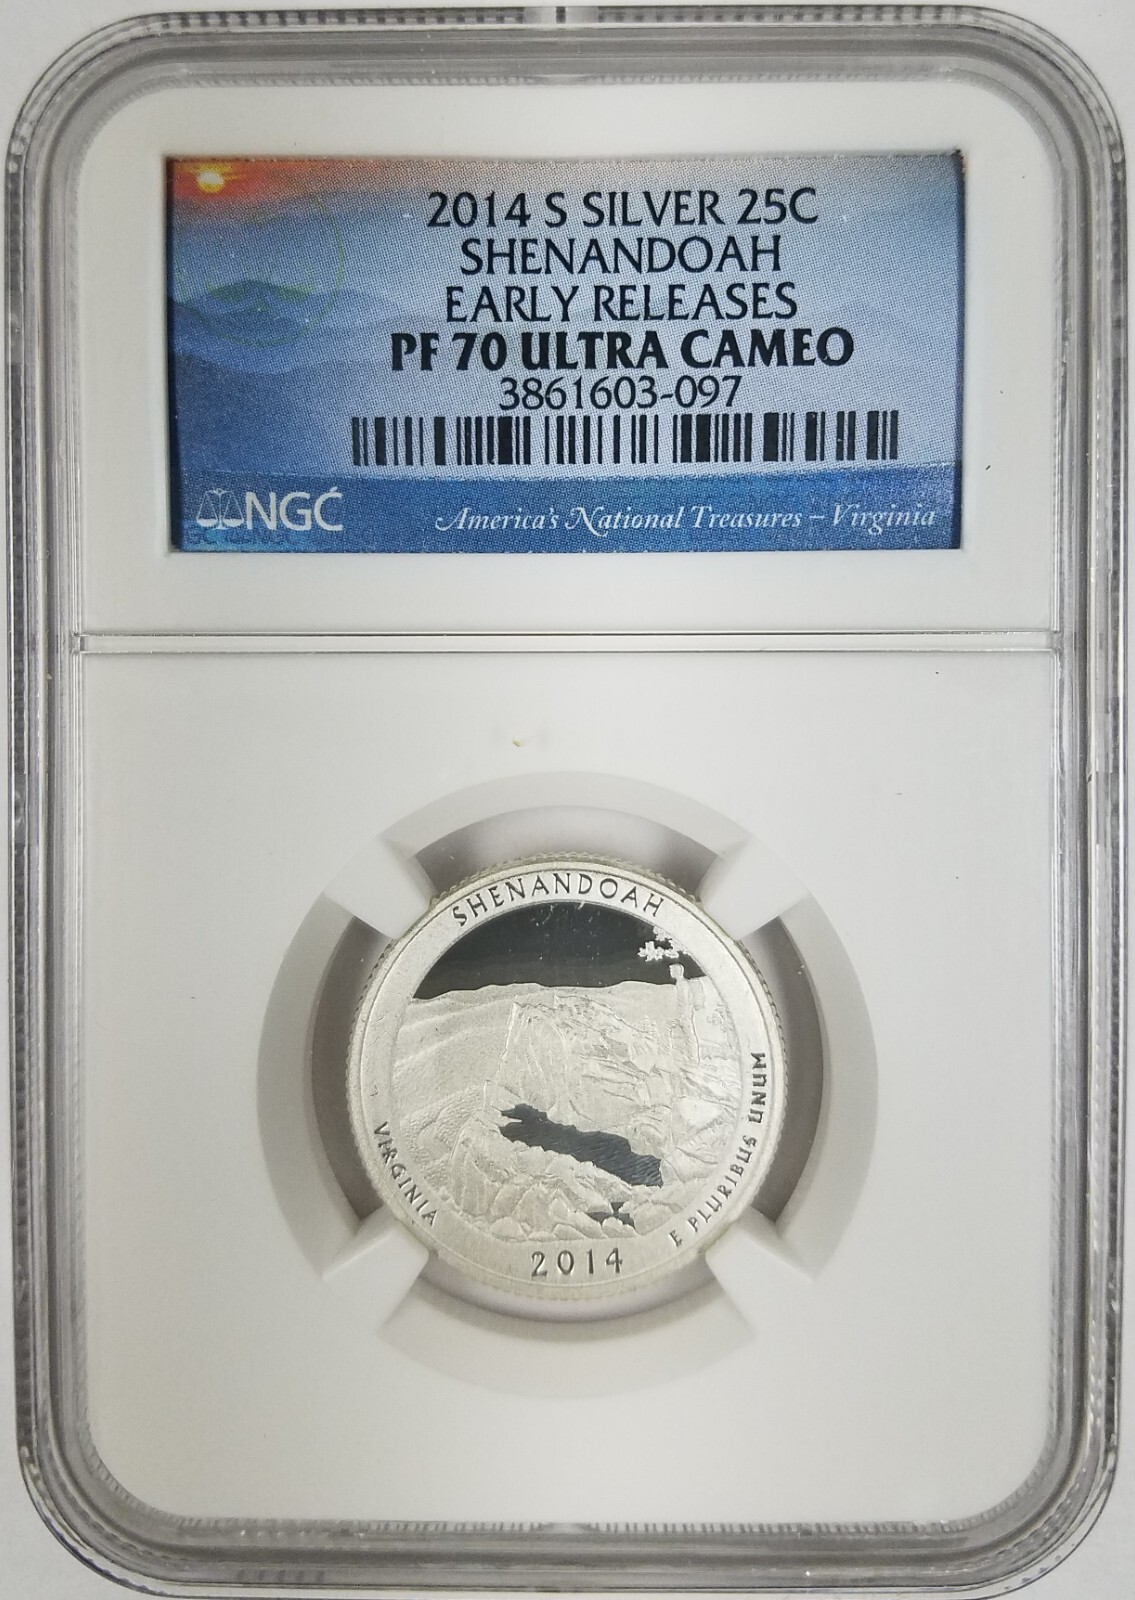 2014 S SILVER 25C
SHENANDOAH
EARLY RELEASES
PF 70 ULTRA CAMEO
3861603-097
NGC
America's National Treasures – Virginia
SHENANDOAH
VIRGINIA
E PLURIBUS UNUM
2014